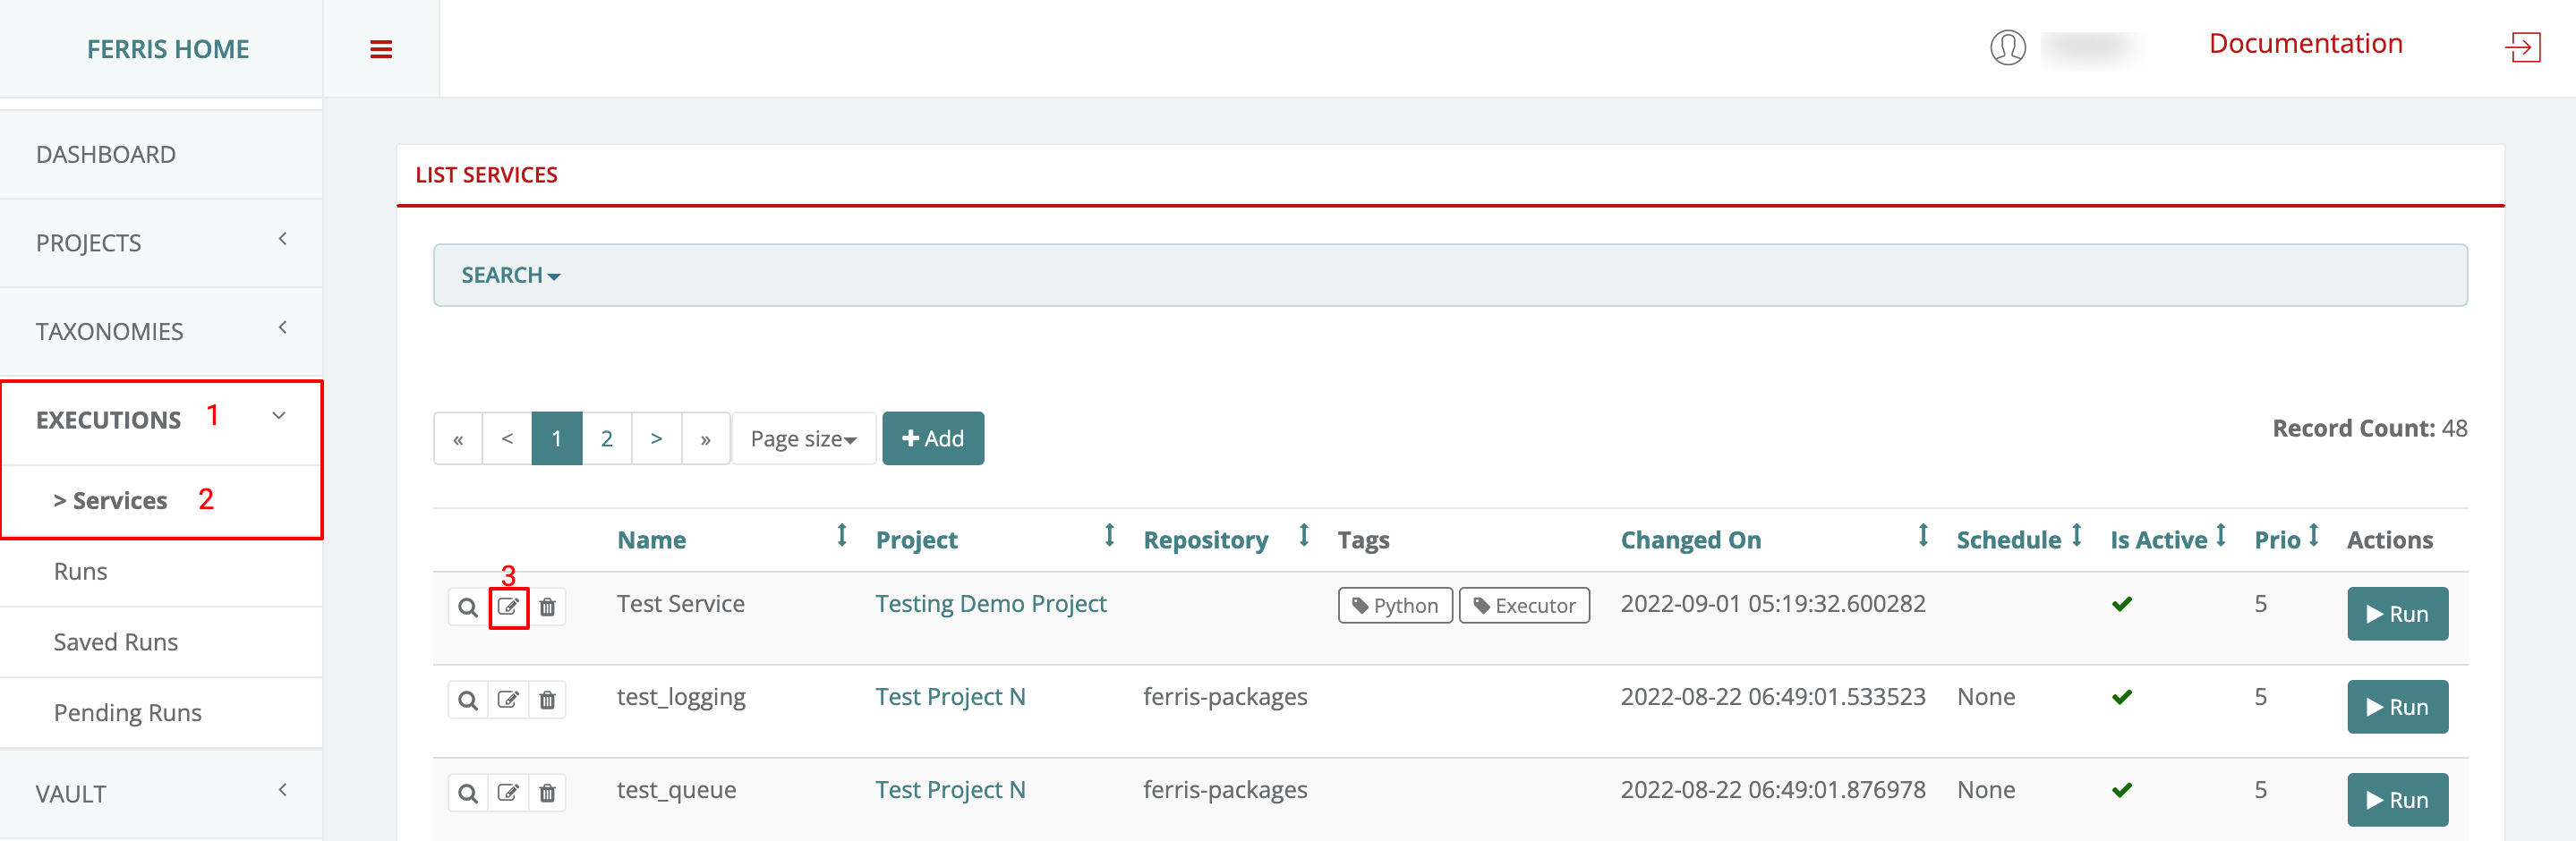 FERRIS HOME
Documentation
DASHBOARD
PROJECTS
TAXONOMIES
EXECUTIONS 1
> Services 2
Runs
Saved Runs
Pending Runs
VAULT
LIST SERVICES
SEARCH
« < 1 2 > » Page size + Add
Record Count: 48
Name Project Repository Tags Changed On Schedule Is Active Prio Actions
3
Test Service Testing Demo Project Python Executor 2022-09-01 05:19:32.600282 5 Run
test_logging Test Project N ferris-packages 2022-08-22 06:49:01.533523 None 5 Run
test_queue Test Project N ferris-packages 2022-08-22 06:49:01.876978 None 5 Run